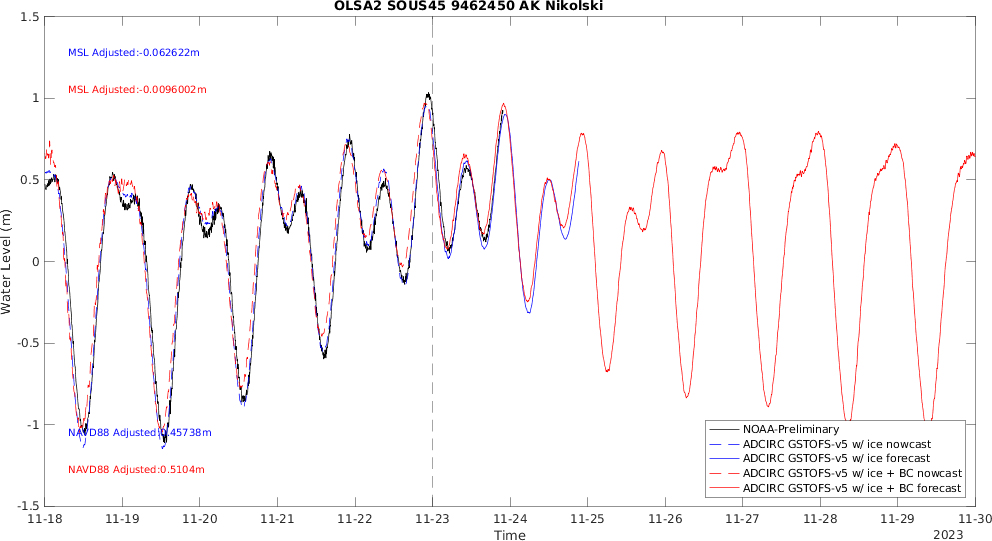 OLSA2 SOUS45 9462450 AK Nikolski
1.5
MSL Adjusted:-0.062622m
MSL Adjusted:-0.0096002m
1
0.5
0
-0.5
-1
-1.5
Water Level (m)
NAVD88 Adjusted:0.45738m
NAVD88 Adjusted:0.5104m
NOAA-Preliminary
ADCIRC GSTOFS-v5 w/ ice nowcast
ADCIRC GSTOFS-v5 w/ ice forecast
ADCIRC GSTOFS-v5 w/ ice + BC nowcast
ADCIRC GSTOFS-v5 w/ ice + BC forecast
11-18 11-19 11-20 11-21 11-22 11-23 11-24 11-25 11-26 11-27 11-28 11-29 11-30
Time
2023